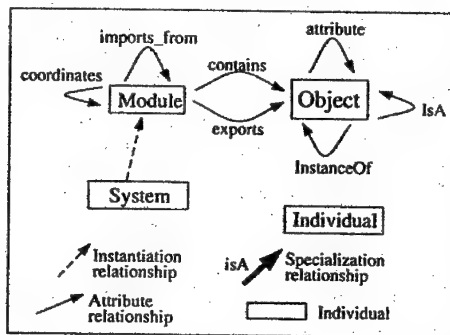 imports_from
attribute
contains
coordinates
Module
Object
exports
IsA
InstanceOf
System
Individual
Instantiation
relationship
isA
Specialization
relationship
Attribute
relationship
Individual